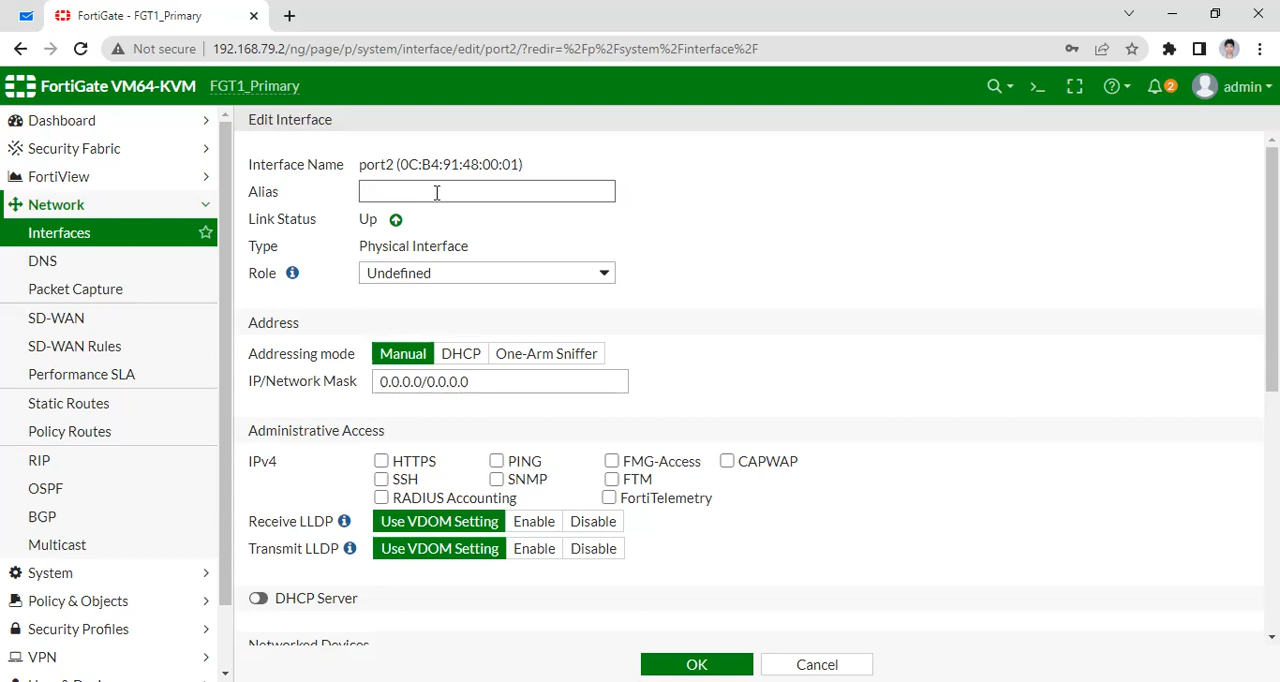 FortiGate - FGT1_Primary
Not secure 192.168.79.2/ng/page/p/system/interface/edit/port2/?redir=%2Fp%2Fsystem%2Finterface%2F
FortiGate VM64-KVM FGT1_Primary 2 admin
Dashboard
Security Fabric
FortiView
Network
Interfaces
DNS
Packet Capture
SD-WAN
SD-WAN Rules
Performance SLA
Static Routes
Policy Routes
RIP
OSPF
BGP
Multicast
System
Policy & Objects
Security Profiles
VPN
Edit Interface
Interface Name port2 (0C:B4:91:48:00:01)
Alias
Link Status Up
Type Physical Interface
Role Undefined
Address
Addressing mode Manual DHCP One-Arm Sniffer
IP/Network Mask 0.0.0.0/0.0.0.0
Administrative Access
IPv4 HTTPS PING FMG-Access CAPWAP
SSH SNMP FTM
RADIUS Accounting FortiTelemetry
Receive LLDP Use VDOM Setting Enable Disable
Transmit LLDP Use VDOM Setting Enable Disable
DHCP Server
Networked Devices
OK Cancel